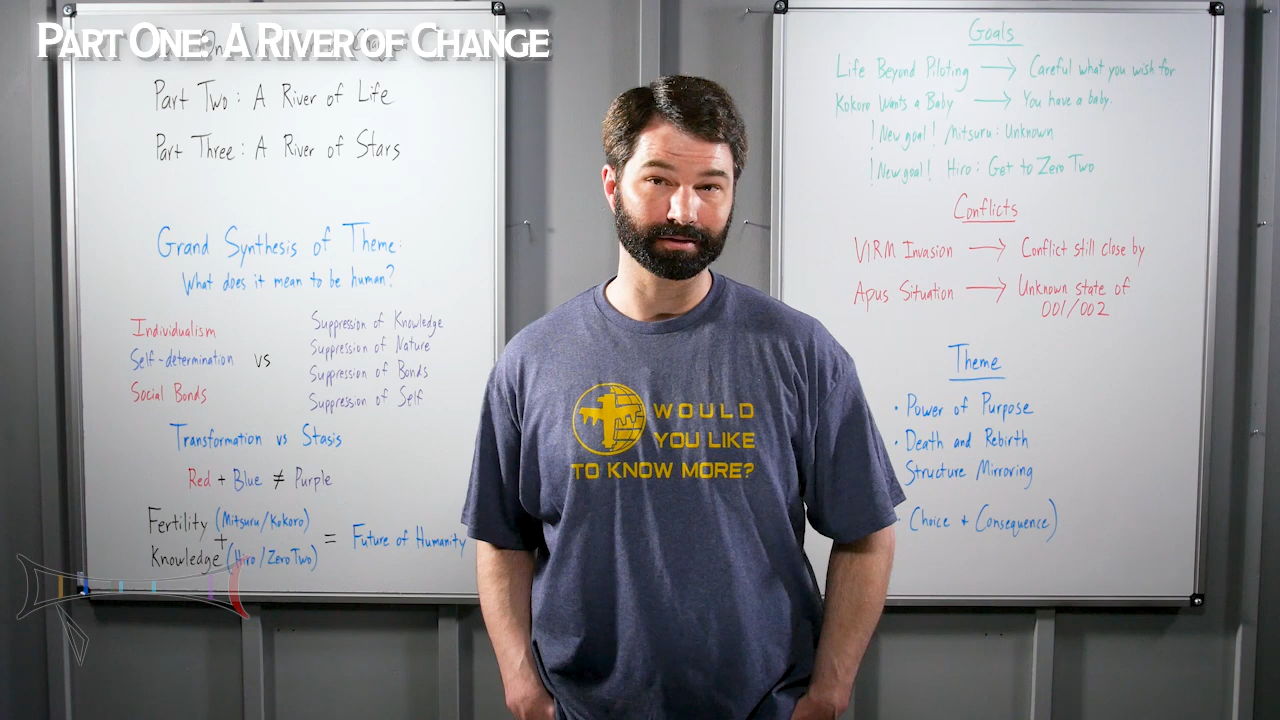 Part One: A River of Change
Part Two: A River of Life
Part Three: A River of Stars
Grand Synthesis of Theme:
What does it mean to be human?
Individualism
Self-determination vs
Social Bonds
Suppression of Knowledge
Suppression of Nature
Suppression of Bonds
Suppression of Self
Transformation vs Stasis
Red + Blue ≠ Purple
Fertility (Mitsuru/Kokoro)
+ = Future of Humanity
Knowledge (Hiro/Zero Two)
WOULD
YOU LIKE
TO KNOW MORE?
Goals
Life Beyond Piloting → Careful what you wish for
Kokoro Wants a Baby → You have a baby.
! New goal! Mitsuru: Unknown
! New goal! Hiro: Get to Zero Two
Conflicts
VIRM Invasion → Conflict still close by
Apus Situation → Unknown state of
001/002
Theme
• Power of Purpose
• Death and Rebirth
Structure Mirroring
• (Choice + Consequence)